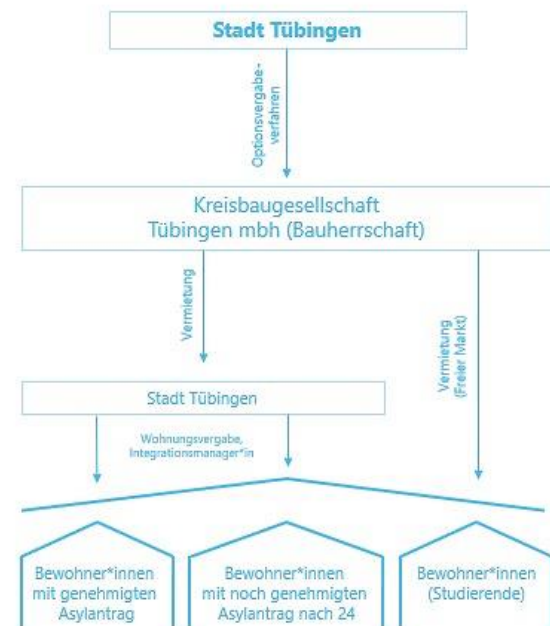 Stadt Tübingen
Optionsvergabe-
verfahren
Kreisbaugesellschaft
Tübingen mbh (Bauherrschaft)
Vermietung
Vermietung
(Freier Markt)
Stadt Tübingen
Wohnungsvergabe,
Integrationsmanager*in
Bewohner*innen
mit genehmigten
Asylantrag
Bewohner*innen
mit noch genehmigten
Asylantrag nach 24
Bewohner*innen
(Studierende)